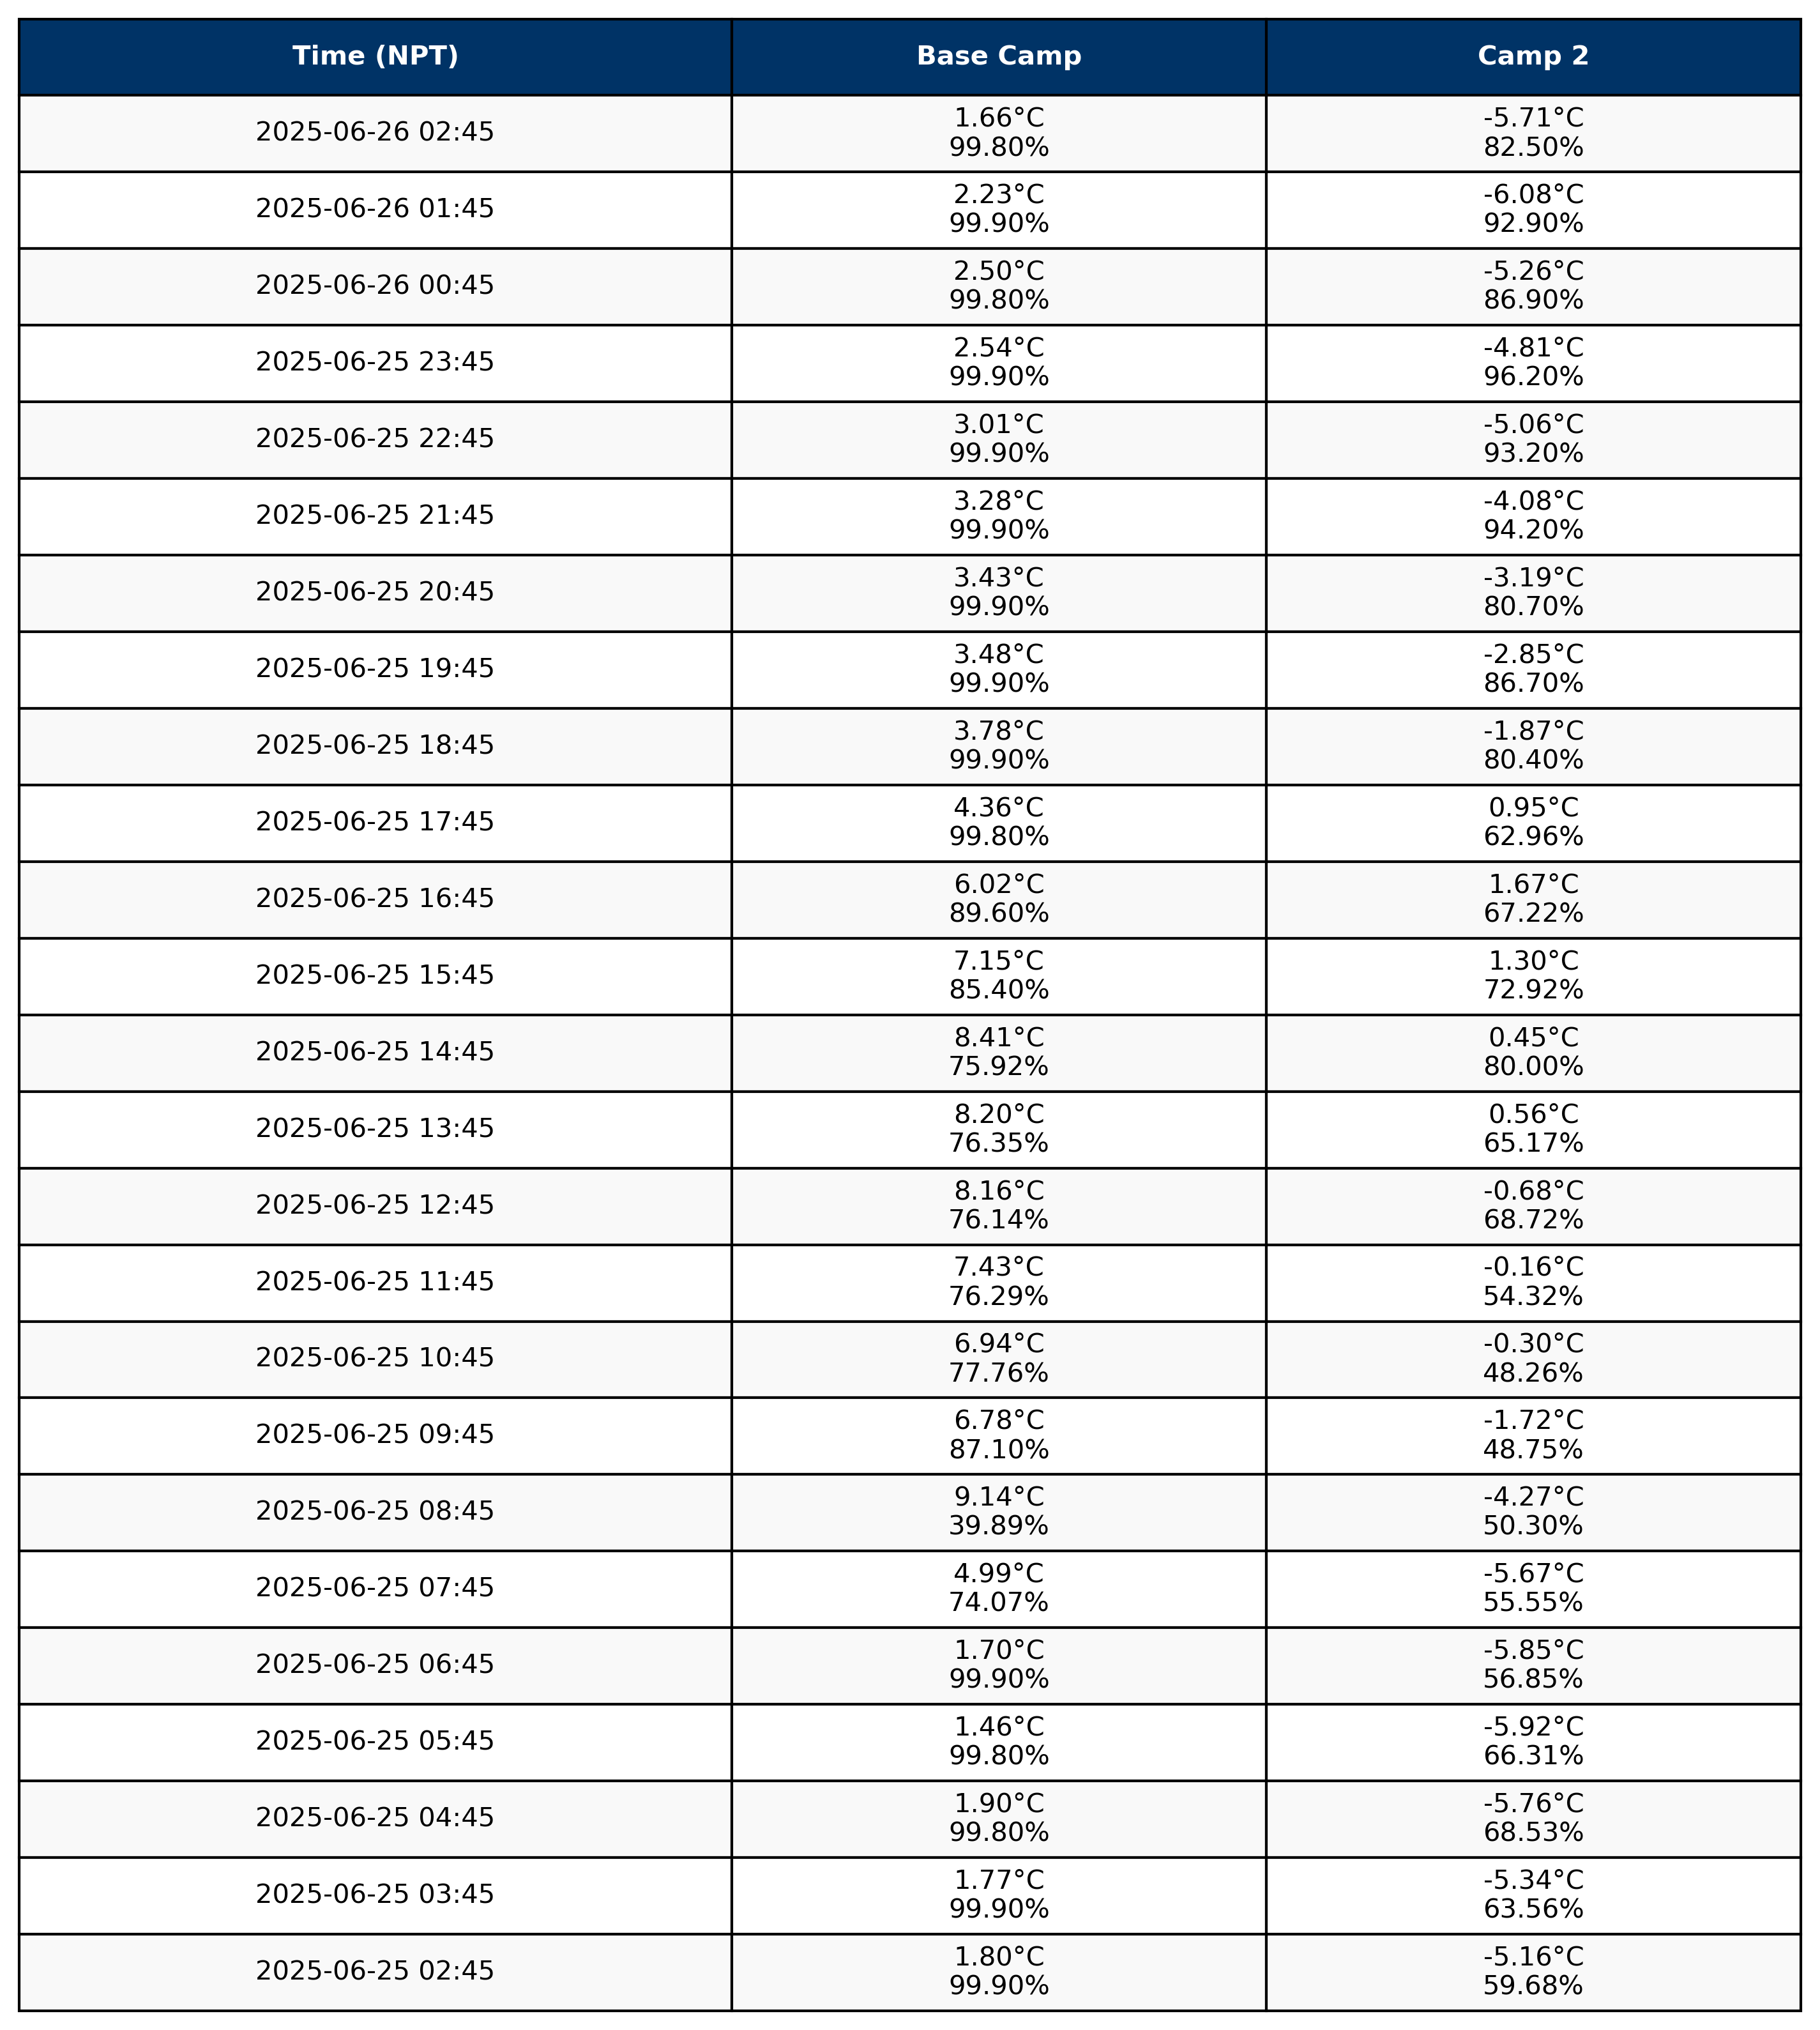 Time (NPT) Base Camp Camp 2
2025-06-26 02:45 1.66°C -5.71°C
99.80% 82.50%
2025-06-26 01:45 2.23°C -6.08°C
99.90% 92.90%
2025-06-26 00:45 2.50°C -5.26°C
99.80% 86.90%
2025-06-25 23:45 2.54°C -4.81°C
99.90% 96.20%
2025-06-25 22:45 3.01°C -5.06°C
99.90% 93.20%
2025-06-25 21:45 3.28°C -4.08°C
99.90% 94.20%
2025-06-25 20:45 3.43°C -3.19°C
99.90% 80.70%
2025-06-25 19:45 3.48°C -2.85°C
99.90% 86.70%
2025-06-25 18:45 3.78°C -1.87°C
99.90% 80.40%
2025-06-25 17:45 4.36°C 0.95°C
99.80% 62.96%
2025-06-25 16:45 6.02°C 1.67°C
89.60% 67.22%
2025-06-25 15:45 7.15°C 1.30°C
85.40% 72.92%
2025-06-25 14:45 8.41°C 0.45°C
75.92% 80.00%
2025-06-25 13:45 8.20°C 0.56°C
76.35% 65.17%
2025-06-25 12:45 8.16°C -0.68°C
76.14% 68.72%
2025-06-25 11:45 7.43°C -0.16°C
76.29% 54.32%
2025-06-25 10:45 6.94°C -0.30°C
77.76% 48.26%
2025-06-25 09:45 6.78°C -1.72°C
87.10% 48.75%
2025-06-25 08:45 9.14°C -4.27°C
39.89% 50.30%
2025-06-25 07:45 4.99°C -5.67°C
74.07% 55.55%
2025-06-25 06:45 1.70°C -5.85°C
99.90% 56.85%
2025-06-25 05:45 1.46°C -5.92°C
99.80% 66.31%
2025-06-25 04:45 1.90°C -5.76°C
99.80% 68.53%
2025-06-25 03:45 1.77°C -5.34°C
99.90% 63.56%
2025-06-25 02:45 1.80°C -5.16°C
99.90% 59.68%